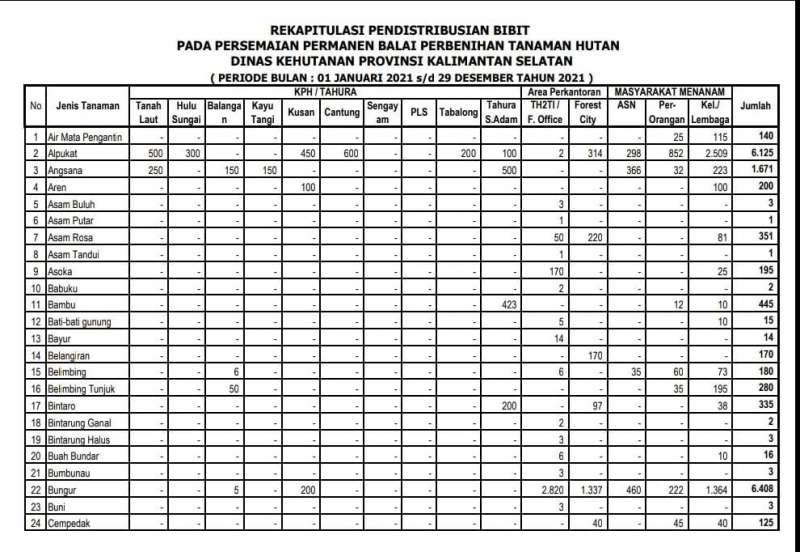 REKAPITULASI PENDISTRIBUSIAN BIBIT
PADA PERSEMAIAN PERMANEN BALAI PERBENIHAN TANAMAN HUTAN
DINAS KEHUTANAN PROVINSI KALIMANTAN SELATAN
( PERIODE BULAN : 01 JANUARI 2021 s/d 29 DESEMBER TAHUN 2021 )
KPH / TAHURA Area Perkantoran MASYARAKAT MENANAM
No Jenis Tanaman Tanah Laut Hulu Sungai Balanga n Kayu Tangi Kusan Cantung Sengay am PLS Tabalong Tahura S.Adam TH2TI / F. Office Forest City ASN Per- Orangan Kel./ Lembaga Jumlah
1 Air Mata Pengantin - - - - - - - - - - - - - 25 115 140
2 Alpukat 500 300 - - 450 600 - - 200 100 2 314 298 852 2.509 6.125
3 Angsana 250 - 150 150 - - - - - 500 - - 366 32 223 1.671
4 Aren - - - - 100 - - - - - - - - - 100 200
5 Asam Buluh - - - - - - - - - - 3 - - - - 3
6 Asam Putar - - - - - - - - - - 1 - - - - 1
7 Asam Rosa - - - - - - - - - - 50 220 - - 81 351
8 Asam Tandui - - - - - - - - - - 1 - - - - 1
9 Asoka - - - - - - - - - - 170 - - - 25 195
10 Babuku - - - - - - - - - - 2 - - - - 2
11 Bambu - - - - - - - - - 423 - - - 12 10 445
12 Bati-bati gunung - - - - - - - - - - 5 - - - 10 15
13 Bayur - - - - - - - - - - 14 - - - - 14
14 Belangiran - - - - - - - - - - - 170 - - - 170
15 Belimbing - - 6 - - - - - - - 6 - 35 60 73 180
16 Belimbing Tunjuk - - 50 - - - - - - - - - - 35 195 280
17 Bintaro - - - - - - - - - 200 - 97 - - 38 335
18 Bintarung Ganal - - - - - - - - - - 2 - - - - 2
19 Bintarung Halus - - - - - - - - - - 3 - - - - 3
20 Buah Bundar - - - - - - - - - - 6 - - - 10 16
21 Bumbunau - - - - - - - - - - 3 - - - - 3
22 Bungur - - 5 - 200 - - - - - 2.820 1.337 460 222 1.364 6.408
23 Buni - - - - - - - - - - 3 - - - - 3
24 Cempedak - - - - - - - - - - - 40 - 45 40 125